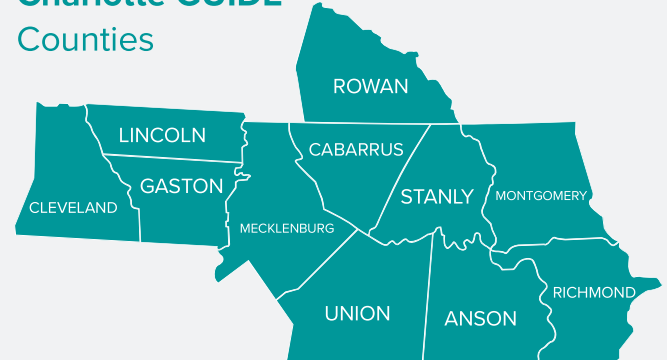 Charlotte GUIDE
Counties
ROWAN
LINCOLN
CABARRUS
GASTON
STANLY
MONTGOMERY
CLEVELAND
MECKLENBURG
RICHMOND
UNION
ANSON